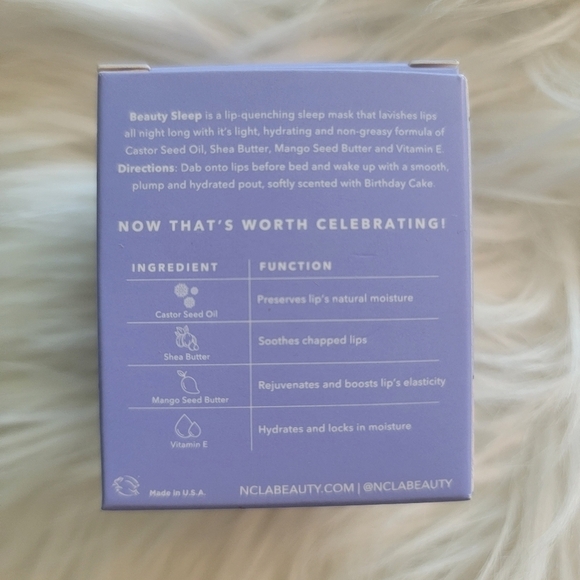 Beauty Sleep is a lip-quenching sleep mask that lavishes lips
all night long with it's light, hydrating and non-greasy formula of
Castor Seed Oil, Shea Butter, Mango Seed Butter and Vitamin E.
Directions: Dab onto lips before bed and wake up with a smooth,
plump and hydrated pout, softly scented with Birthday Cake.
NOW THAT'S WORTH CELEBRATING!
INGREDIENT FUNCTION
Castor Seed Oil Preserves lip's natural moisture
Shea Butter Soothes chapped lips
Mango Seed Butter Rejuvenates and boosts lip's elasticity
Vitamin E Hydrates and locks in moisture
Made in U.S.A. NCLABEAUTY.COM | @NCLABEAUTY